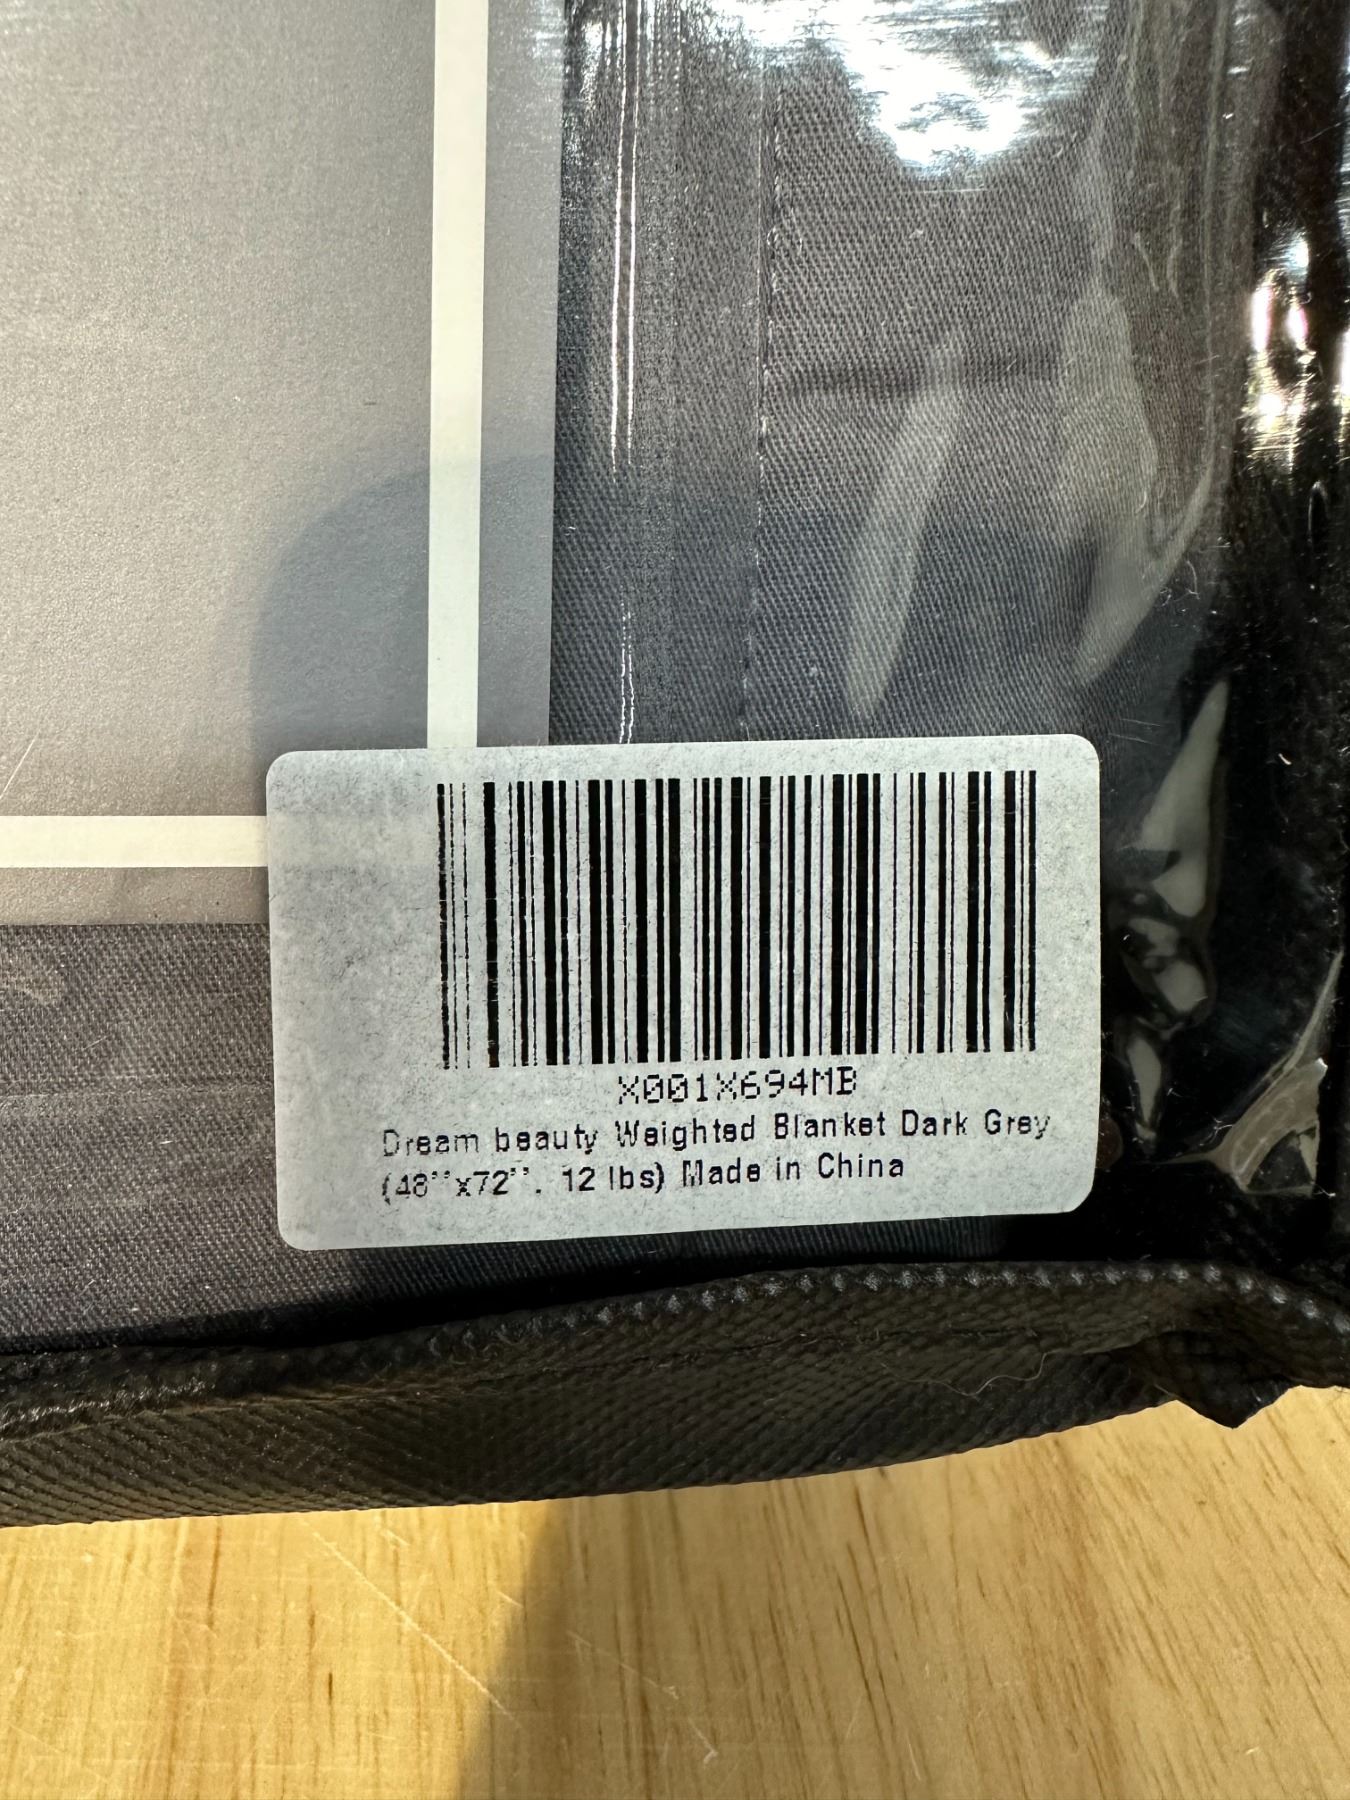 X001X694MB
Dream beauty Weighted Blanket Dark Grey
(48''x72''. 12 lbs) Made in China